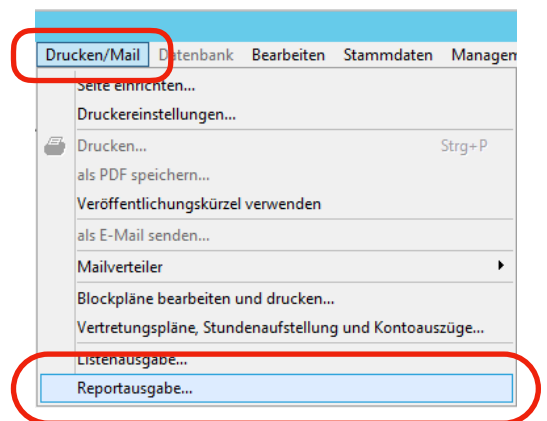 Drucken/Mail Datenbank Bearbeiten Stammdaten Managem
Seite einrichten...
Druckereinstellungen...
Drucken... Strg+P
als PDF speichern...
Veröffentlichungskürzel verwenden
als E-Mail senden...
Mailverteiler
Blockpläne bearbeiten und drucken...
Vertretungspläne, Stundenaufstellung und Kontoauszüge...
Listenausgabe...
Reportausgabe...